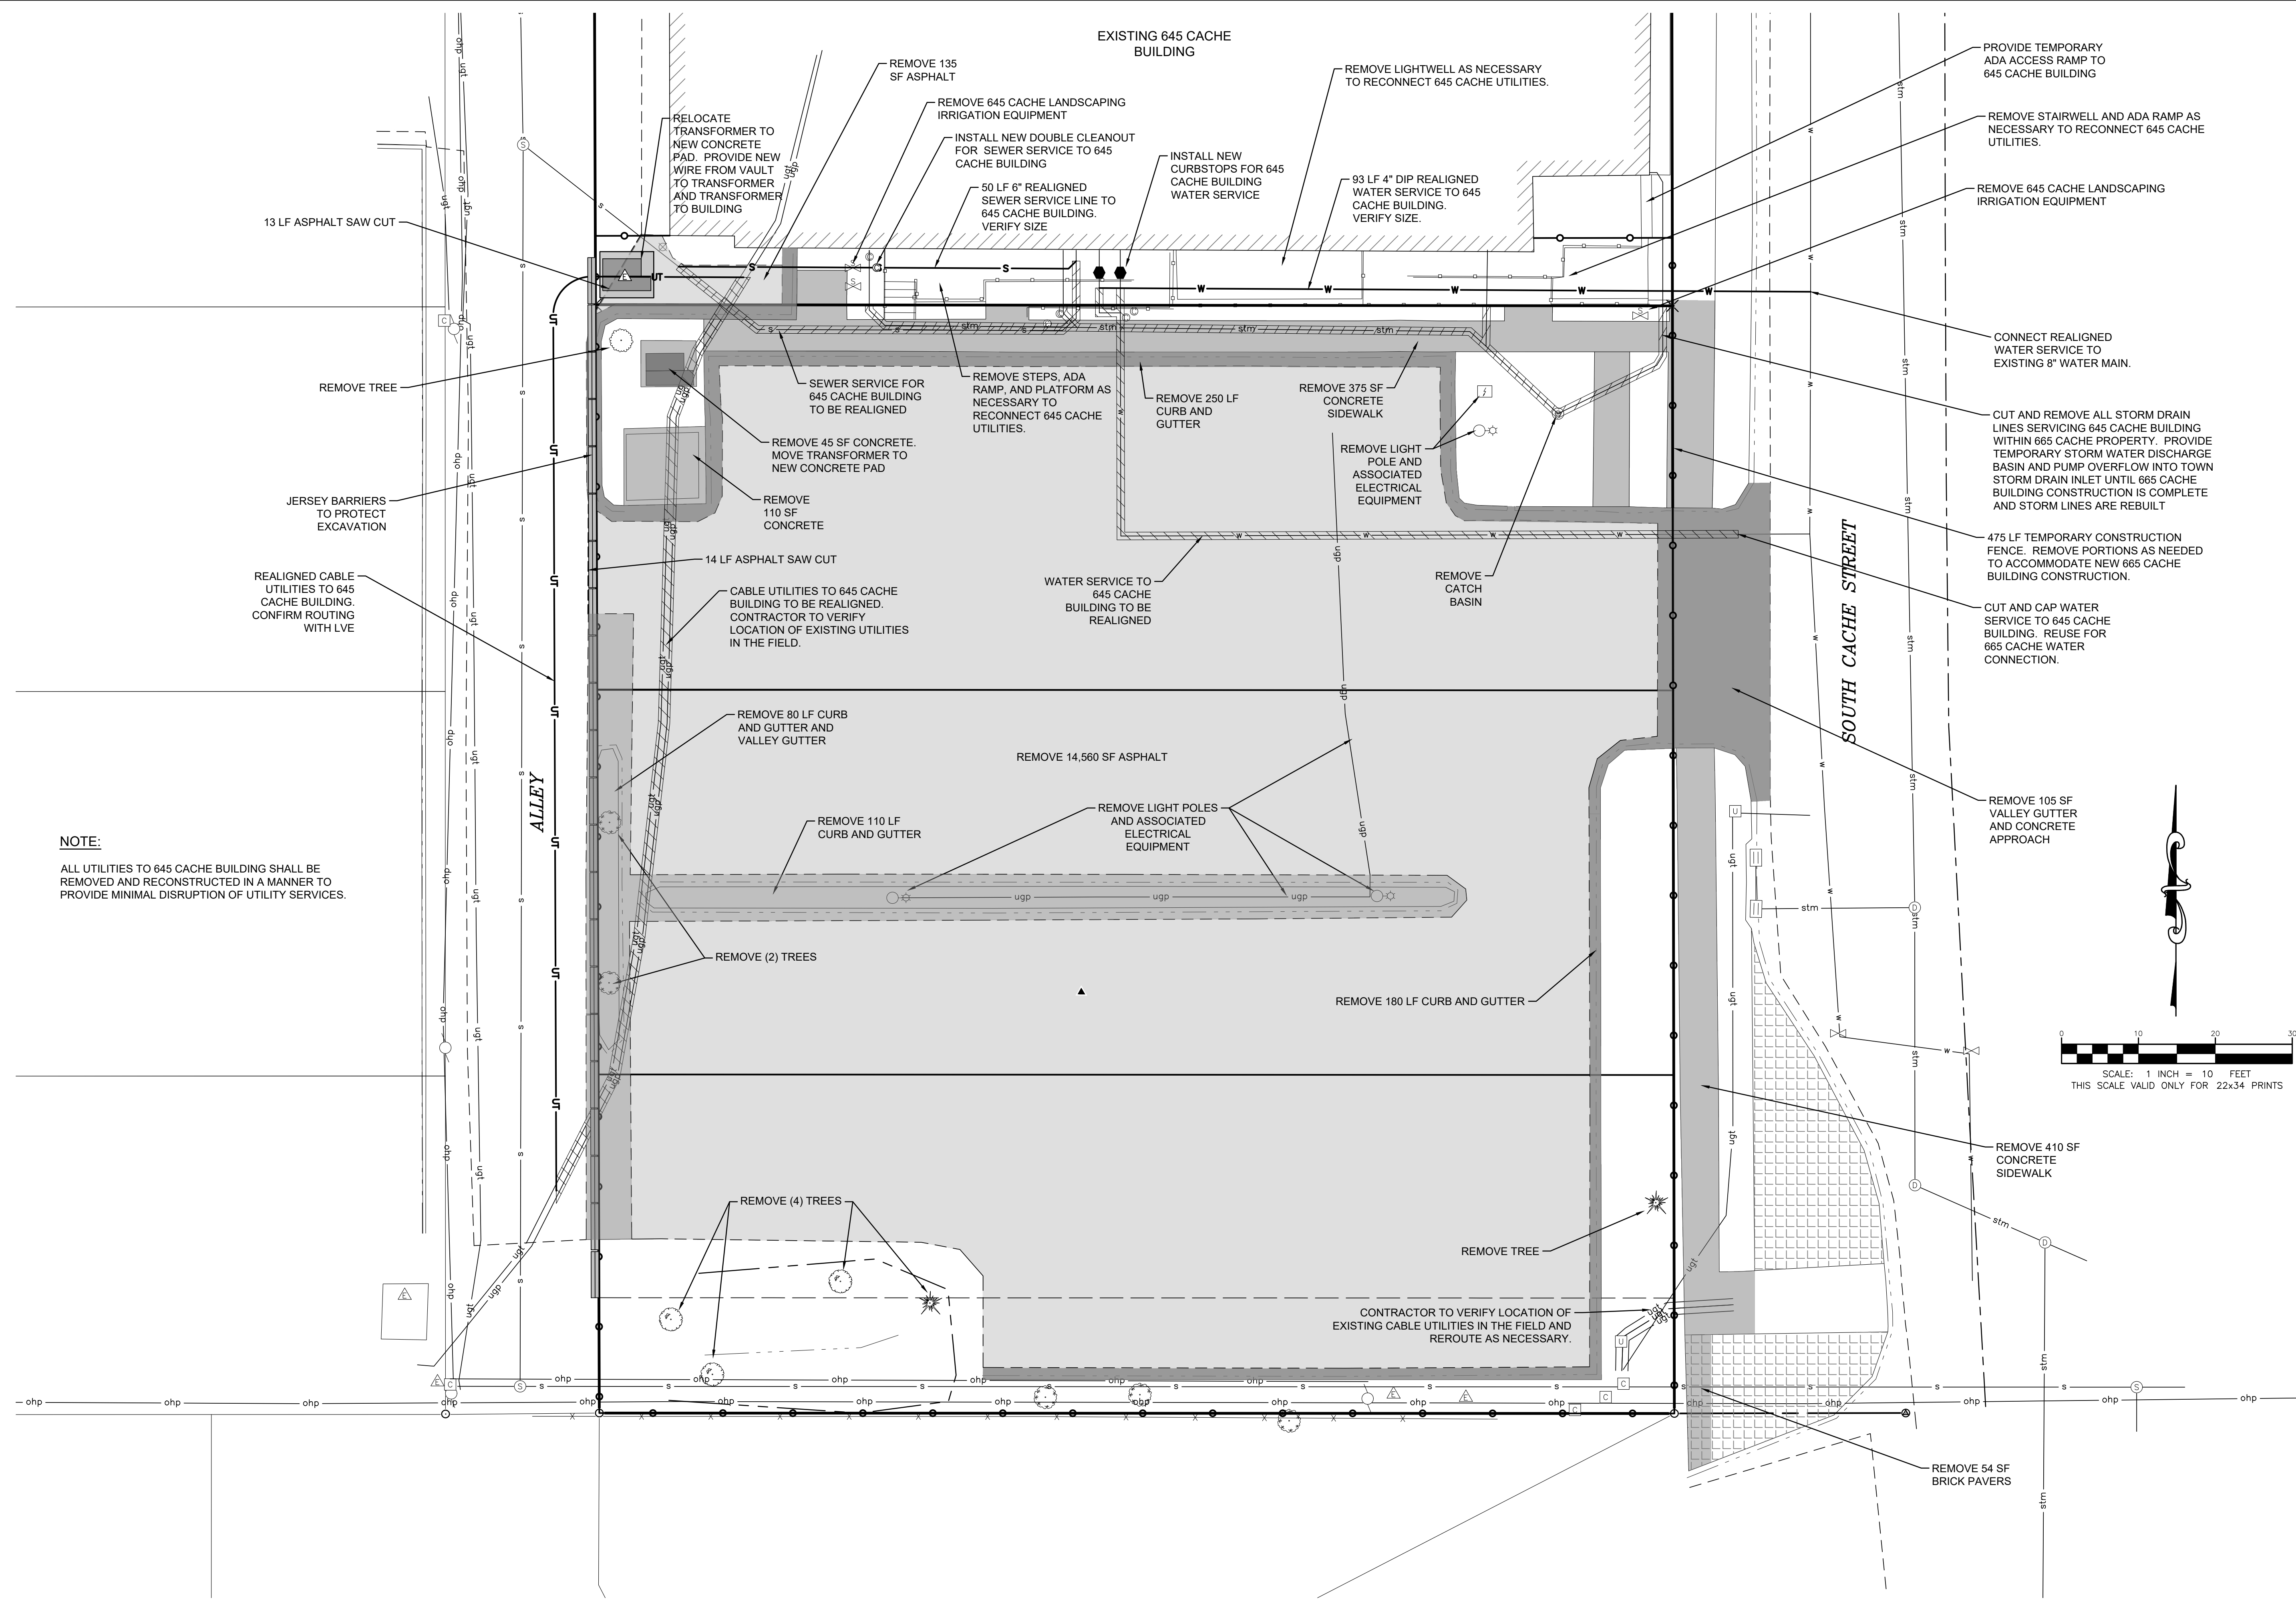 EXISTING 645 CACHE
BUILDING
REMOVE 135
SF ASPHALT
REMOVE LIGHTWELL AS NECESSARY
TO RECONNECT 645 CACHE UTILITIES.
PROVIDE TEMPORARY
ADA ACCESS RAMP TO
645 CACHE BUILDING
REMOVE 645 CACHE LANDSCAPING
IRRIGATION EQUIPMENT
RELOCATE
TRANSFORMER TO
NEW CONCRETE
PAD. PROVIDE NEW
WIRE FROM VAULT
TO TRANSFORMER
AND TRANSFORMER
TO BUILDING
INSTALL NEW DOUBLE CLEANOUT
FOR SEWER SERVICE TO 645
CACHE BUILDING
INSTALL NEW
CURBSTOPS FOR 645
CACHE BUILDING
WATER SERVICE
50 LF 6" REALIGNED
SEWER SERVICE LINE TO
645 CACHE BUILDING.
VERIFY SIZE
93 LF 4" DIP REALIGNED
WATER SERVICE TO 645
CACHE BUILDING.
VERIFY SIZE.
REMOVE STAIRWELL AND ADA RAMP AS
NECESSARY TO RECONNECT 645 CACHE
UTILITIES.
REMOVE 645 CACHE LANDSCAPING
IRRIGATION EQUIPMENT
13 LF ASPHALT SAW CUT
CONNECT REALIGNED
WATER SERVICE TO
EXISTING 8" WATER MAIN.
REMOVE TREE
SEWER SERVICE FOR
645 CACHE BUILDING
TO BE REALIGNED
REMOVE STEPS, ADA
RAMP, AND PLATFORM AS
NECESSARY TO
RECONNECT 645 CACHE
UTILITIES.
REMOVE 250 LF
CURB AND
GUTTER
REMOVE 375 SF
CONCRETE
SIDEWALK
CUT AND REMOVE ALL STORM DRAIN
LINES SERVICING 645 CACHE BUILDING
WITHIN 665 CACHE PROPERTY. PROVIDE
TEMPORARY STORM WATER DISCHARGE
BASIN AND PUMP OVERFLOW INTO TOWN
STORM DRAIN INLET UNTIL 665 CACHE
BUILDING CONSTRUCTION IS COMPLETE
AND STORM LINES ARE REBUILT
REMOVE 45 SF CONCRETE.
MOVE TRANSFORMER TO
NEW CONCRETE PAD
REMOVE LIGHT
POLE AND
ASSOCIATED
ELECTRICAL
EQUIPMENT
JERSEY BARRIERS
TO PROTECT
EXCAVATION
REMOVE
110 SF
CONCRETE
475 LF TEMPORARY CONSTRUCTION
FENCE. REMOVE PORTIONS AS NEEDED
TO ACCOMMODATE NEW 665 CACHE
BUILDING CONSTRUCTION.
14 LF ASPHALT SAW CUT
REALIGNED CABLE
UTILITIES TO 645
CACHE BUILDING.
CONFIRM ROUTING
WITH LVE
CABLE UTILITIES TO 645 CACHE
BUILDING TO BE REALIGNED.
CONTRACTOR TO VERIFY
LOCATION OF EXISTING UTILITIES
IN THE FIELD.
WATER SERVICE TO
645 CACHE
BUILDING TO BE
REALIGNED
REMOVE
CATCH
BASIN
CUT AND CAP WATER
SERVICE TO 645 CACHE
BUILDING. REUSE FOR
665 CACHE WATER
CONNECTION.
SOUTH CACHE STREET
REMOVE 80 LF CURB
AND GUTTER AND
VALLEY GUTTER
REMOVE 14,560 SF ASPHALT
ALLEY
REMOVE 110 LF
CURB AND GUTTER
REMOVE LIGHT POLES
AND ASSOCIATED
ELECTRICAL
EQUIPMENT
REMOVE 105 SF
VALLEY GUTTER
AND CONCRETE
APPROACH
NOTE:
ALL UTILITIES TO 645 CACHE BUILDING SHALL BE
REMOVED AND RECONSTRUCTED IN A MANNER TO
PROVIDE MINIMAL DISRUPTION OF UTILITY SERVICES.
REMOVE (2) TREES
REMOVE 180 LF CURB AND GUTTER
0 10 20 30
SCALE: 1 INCH = 10 FEET
THIS SCALE VALID ONLY FOR 22x34 PRINTS
REMOVE 410 SF
CONCRETE
SIDEWALK
REMOVE (4) TREES
REMOVE TREE
CONTRACTOR TO VERIFY LOCATION OF
EXISTING CABLE UTILITIES IN THE FIELD AND
REROUTE AS NECESSARY.
REMOVE 54 SF
BRICK PAVERS